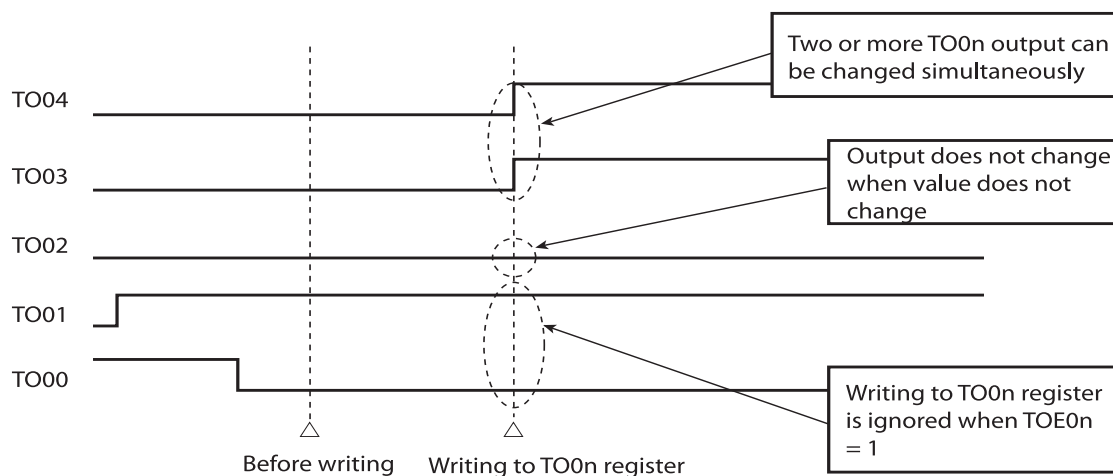 Two or more TO0n output can
be changed simultaneously
TO04
TO03
Output does not change
when value does not
change
TO02
TO01
TO00
Writing to TO0n register
is ignored when TOE0n
= 1
Before writing
Writing to TO0n register